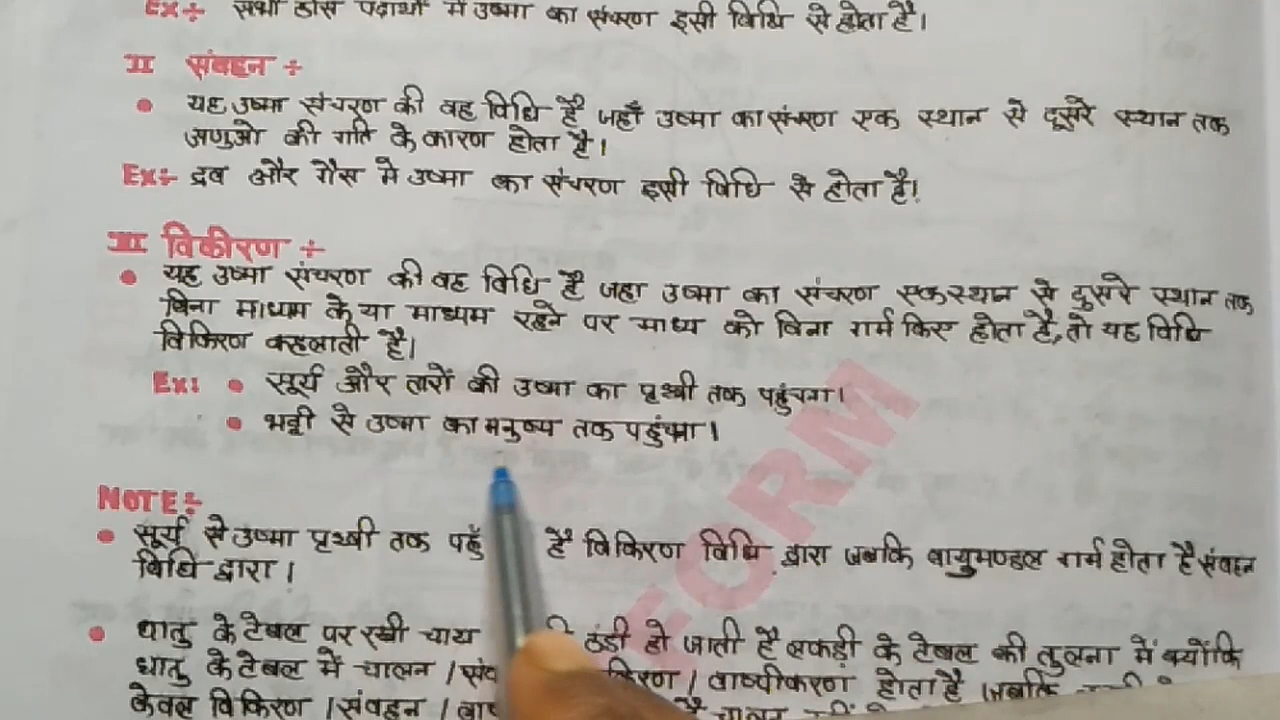 Ex÷ सभी ठोस पदार्थो में उष्मा का संचरण इसी विधि से होता है।
II संवहन ÷
• यह उष्मा संचरण की वह विधि है जहाँ उष्मा का संचरण एक स्थान से दूसरे स्थान तक
अणुओ की गति के कारण होता है।
Ex÷ द्रव और गैस मे उष्मा का संचरण इसी विधि से होता है।
III विकीरण ÷
• यह उष्मा संचरण की वह विधि है जहा उष्मा का संचरण एक स्थान से दुसरे स्थान तक
बिना माध्यम के या माध्यम रहने पर माध्य को बिना गर्म किए होता है, तो यह विधि
विकिरण कहलाती है।
Ex: • सूर्य और तारों की उष्मा का पृथ्वी तक पहुंचना।
• भट्टी से उष्मा का मनुष्य तक पहुंचना।
NOTE÷
• सूर्य से उष्मा पृथ्वी तक है विकिरण विधि द्वारा जबकि वायुमण्डल गर्म होता है संवहन
विधि द्वारा।
• धातु के टेबल पर रखी चाय ठंडी हो जाती है लकड़ी के टेबल की तुलना में क्योंकि
धातु के टेबल में चालन / / वाष्पीकरण होता है। जबकि
केवल विकिरण / संवहन /
FORM